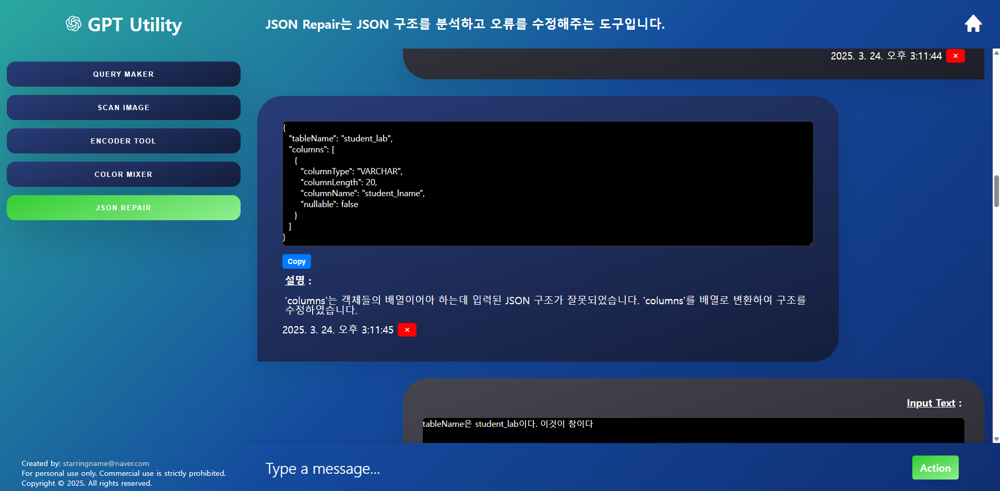 GPT Utility
JSON Repair는 JSON 구조를 분석하고 오류를 수정해주는 도구입니다.
QUERY MAKER
SCAN IMAGE
ENCODER TOOL
COLOR MIXER
JSON REPAIR
2025. 3. 24. 오후 3:11:44 ×
{
"tableName": "student_lab",
"columns": [
{
"columnType": "VARCHAR",
"columnLength": 20,
"columnName": "student_lname",
"nullable": false
}
]
}
Copy
설명 :
'columns'는 객체들의 배열이어아 하는데 입력된 JSON 구조가 잘못되었습니다. 'columns'를 배열로 변환하여 구조를
수정하였습니다.
2025. 3. 24. 오후 3:11:45 ×
Input Text :
tableName은 student_lab이다. 이것이 참이다
Type a message...
Action
Created by: starringname@naver.com
For personal use only. Commercial use is strictly prohibited.
Copyright © 2025. All rights reserved.